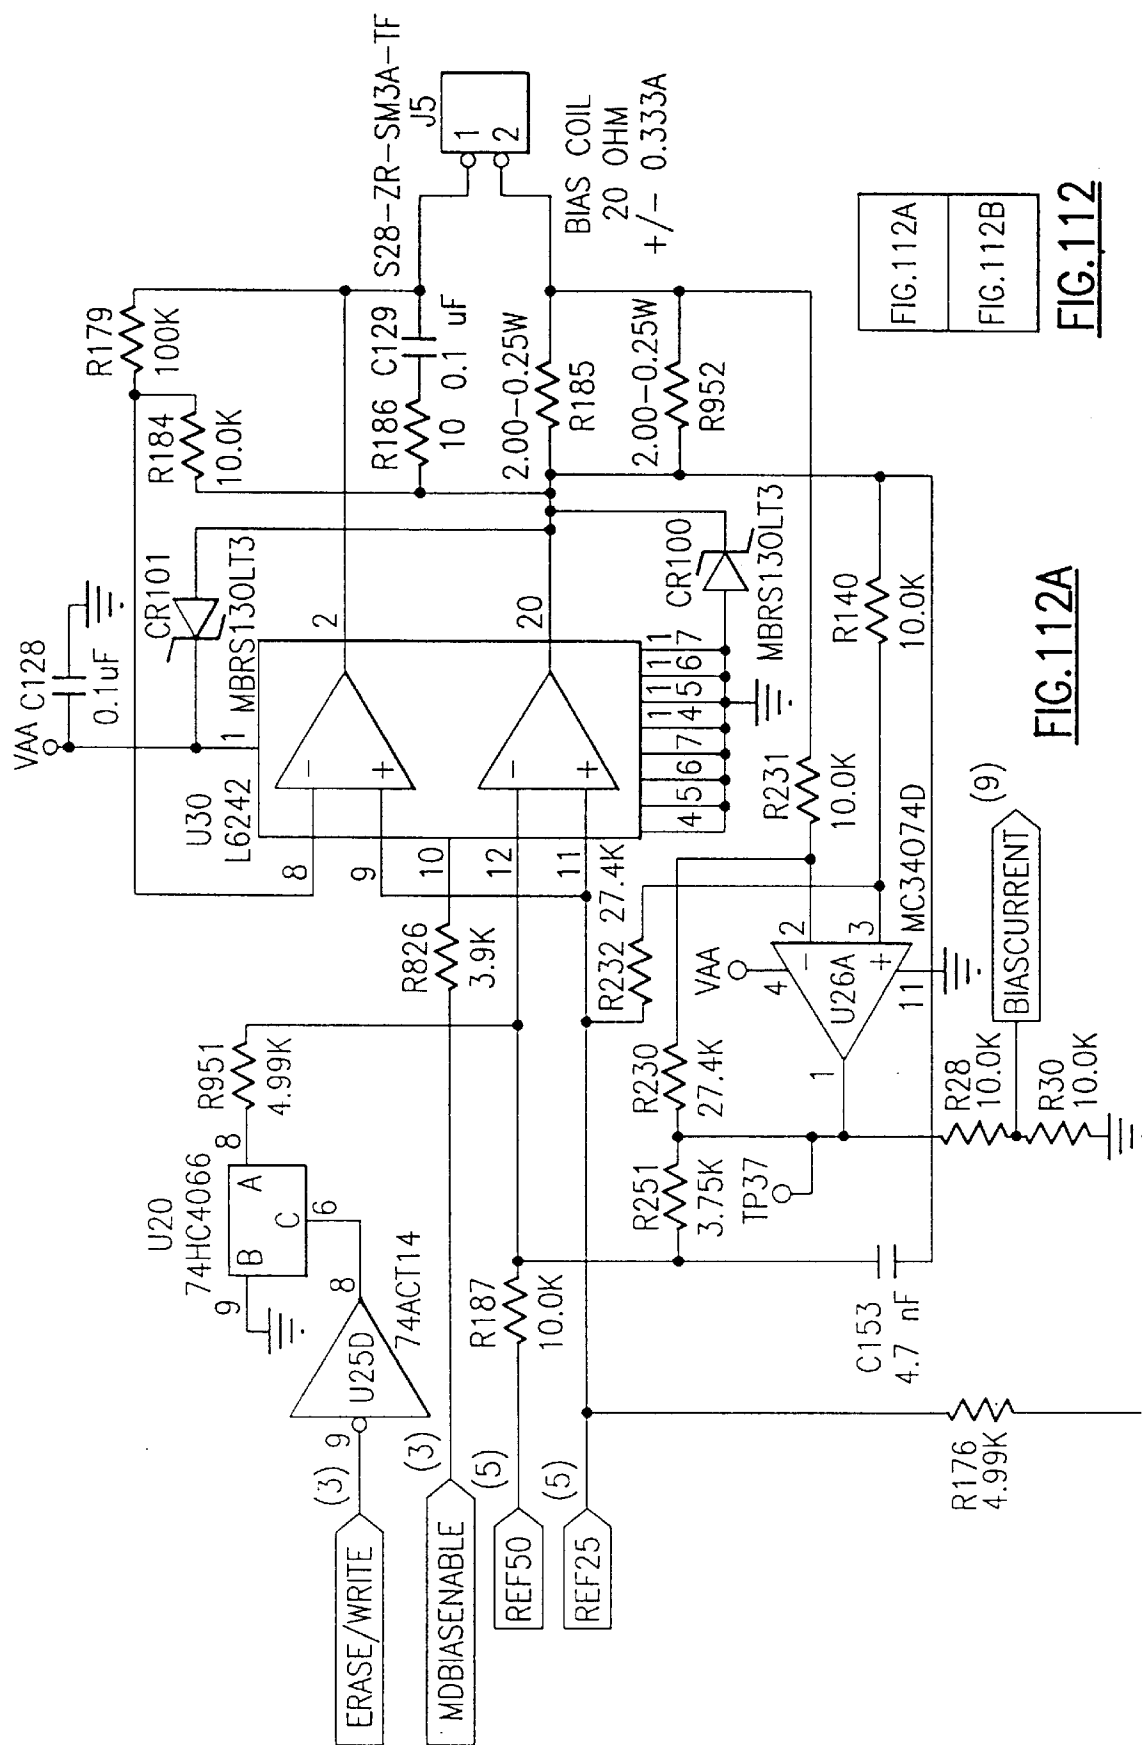 VAA
C128
0.1uF
CR101
MBRS130LT3
R184
10.0K
R179
100K
S28-ZR-SM3A-TF
J5
1
2
BIAS COIL
20 OHM
+/- 0.333A
R186
10
C129
0.1 uF
2.00-0.25W
R185
2.00-0.25W
R952
U30
L6242
1
2
20
8
9
10
12
11
-
+
-
+
4 5 6 7 14 15 16 17
CR100
MBRS130LT3
U20
74HC4066
9
B
A
C
8
6
R951
4.99K
R826
3.9K
U25D
9
8
74ACT14
ERASE/WRITE
(3)
MDBIASENABLE
(3)
REF50
(5)
REF25
(5)
R187
10.0K
R232
27.4K
R231
10.0K
R140
10.0K
R230
27.4K
R251
3.75K
TP37
VAA
4
2
3
-
+
U26A
11
1
MC34074D
C153
4.7 nF
R28
10.0K
R30
10.0K
BIASCURRENT
(9)
R176
4.99K
FIG.112A
FIG.112A
FIG.112B
FIG.112